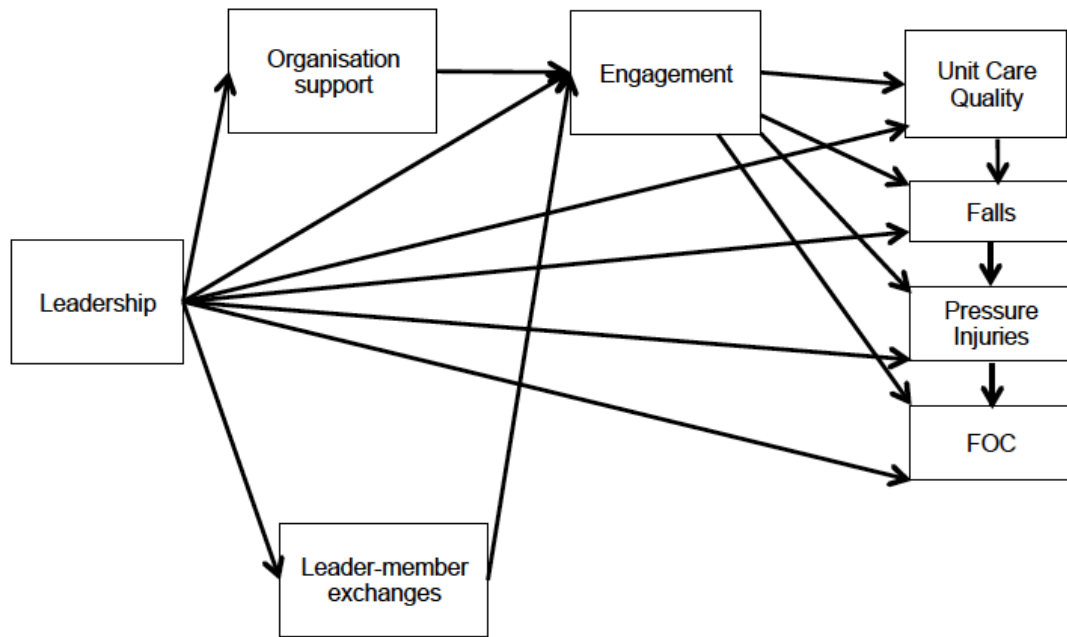 Organisation
support
Engagement
Unit Care
Quality
Falls
Leadership
Pressure
Injuries
FOC
Leader-member
exchanges